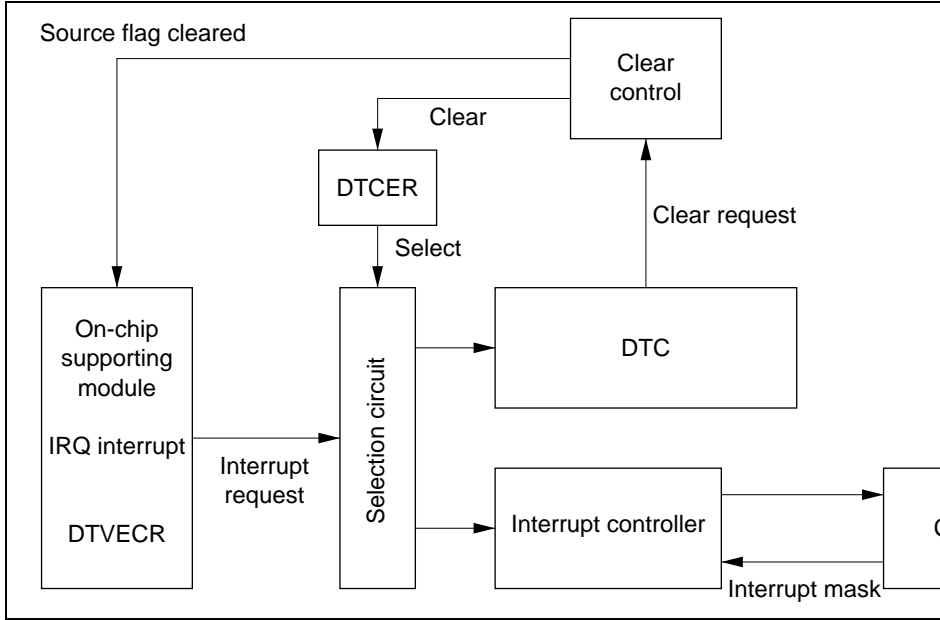 Source flag cleared
Clear
control
Clear
DTCER
Clear request
Select
On-chip
supporting
module
DTC
Selection circuit
IRQ interrupt
Interrupt
request
DTVECR
Interrupt controller
Interrupt mask